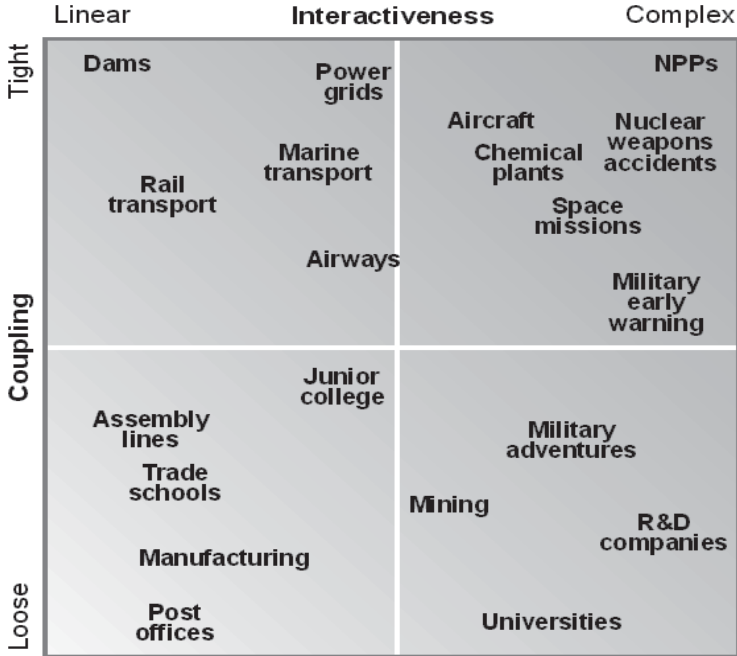 Linear Interactiveness Complex
Tight
Coupling
Loose
Dams
Power
grids
Marine
transport
Rail
transport
Airways
NPPs
Aircraft
Nuclear
weapons
accidents
Chemical
plants
Space
missions
Military
early
warning
Junior
college
Assembly
lines
Trade
schools
Manufacturing
Post
offices
Military
adventures
Mining
R&D
companies
Universities